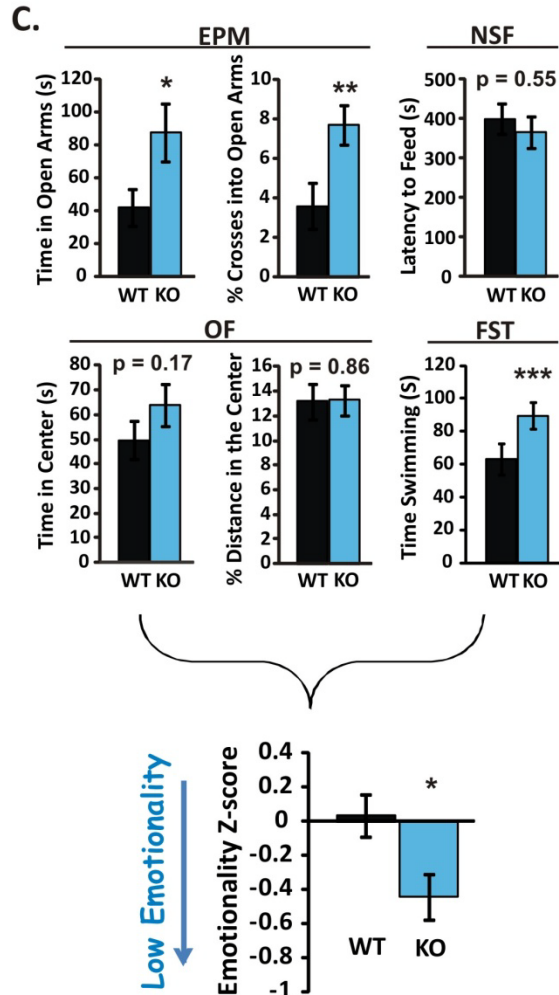 C.
EPM
NSF
Time in Open Arms (s)
120
100
80
60
40
20
0
*
WT KO
% Crosses into Open Arms
10
8
6
4
2
0
**
WT KO
Latency to Feed (s)
500
400
300
200
100
0
p = 0.55
WT KO
OF
FST
Time in Center (s)
80
70
60
50
40
30
20
10
0
p = 0.17
WT KO
% Distance in the Center
16
14
12
10
8
6
4
2
0
p = 0.86
WT KO
Time Swimming (S)
120
100
80
60
40
20
0
***
WT KO
Low Emotionality
Emotionality Z-score
0.4
0.2
0
-0.2
-0.4
-0.6
-0.8
-1
*
WT
KO